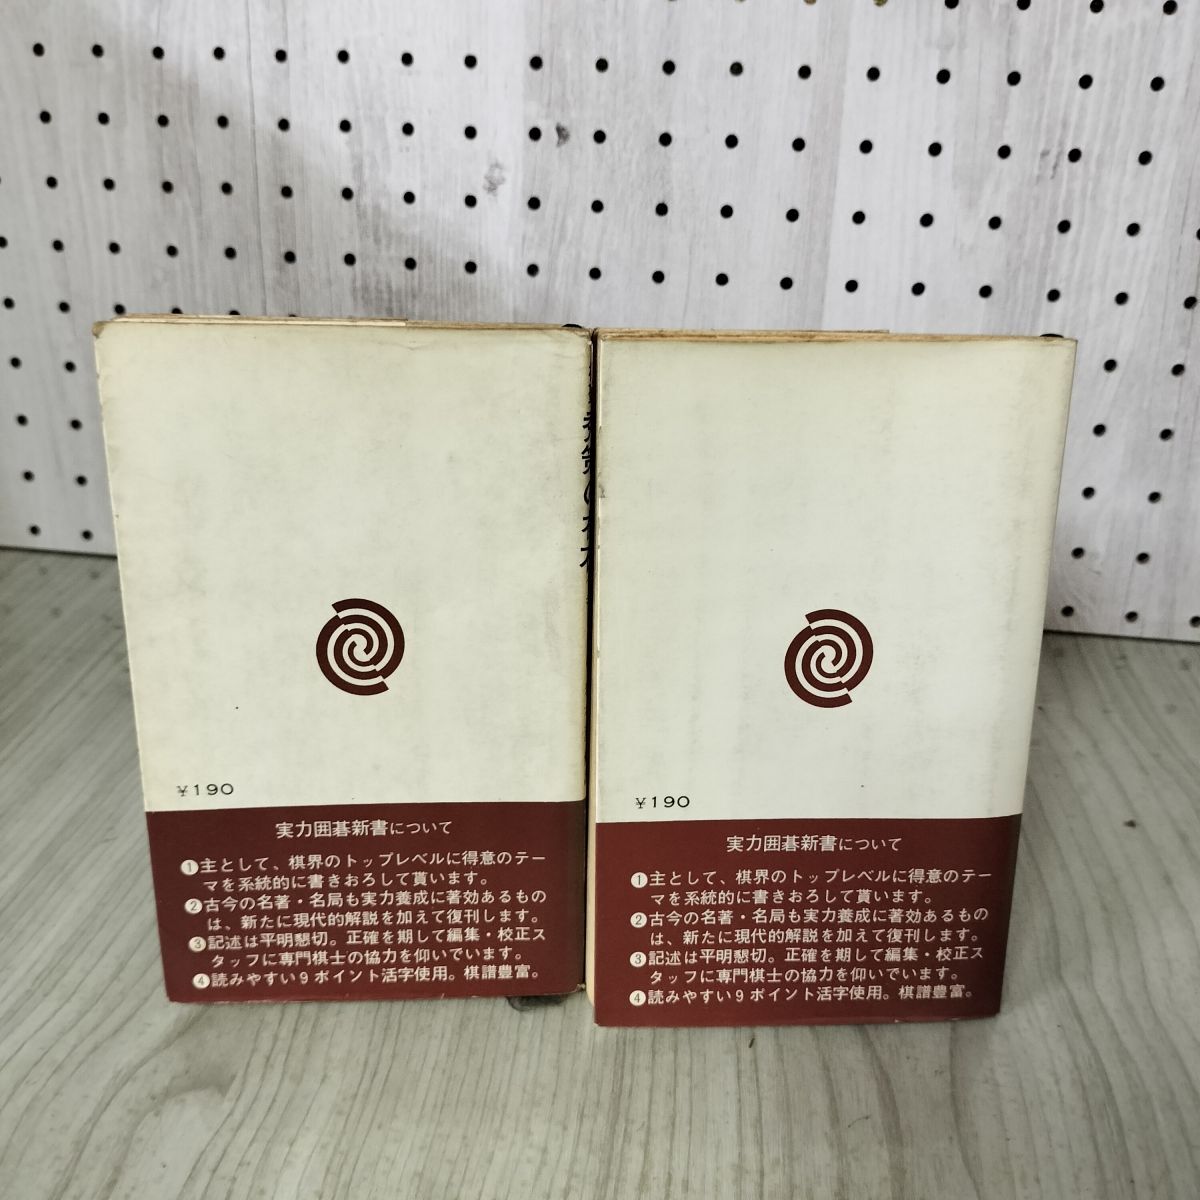 ¥190
実力囲碁新書について
❶主として、棋界のトップレベルに得意のテー
マを系統的に書きおろして貰います。
❷古今の名著・名局も実力養成に著効あるもの
は、新たに現代的解説を加えて復刊します。
❸記述は平明懇切。正確を期して編集・校正ス
タッフに専門棋士の協力を仰いでいます。
❹読みやすい9ポイント活字使用。棋譜豊富。
¥190
実力囲碁新書について
❶主として、棋界のトップレベルに得意のテー
マを系統的に書きおろして貰います。
❷古今の名著・名局も実力養成に著効あるもの
は、新たに現代的解説を加えて復刊します。
❸記述は平明懇切。正確を期して編集・校正ス
タッフに専門棋士の協力を仰いでいます。
❹読みやすい9ポイント活字使用。棋譜豊富。